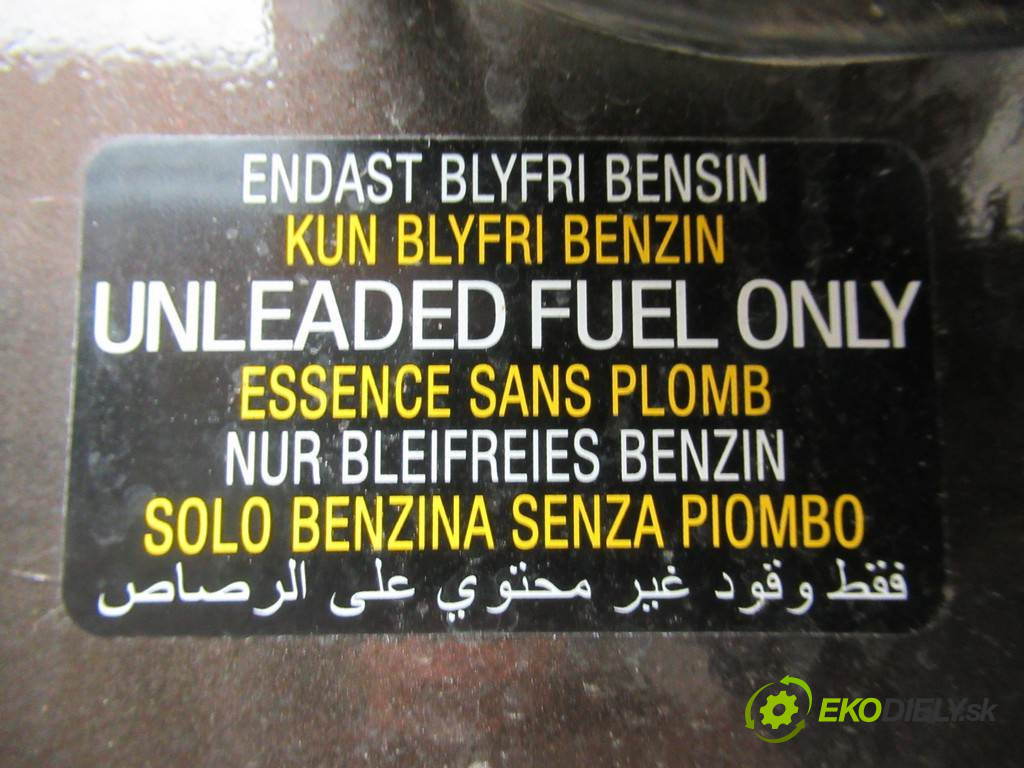 ENDAST BLYFRI BENSIN
KUN BLYFRI BENZIN
UNLEADED FUEL ONLY
ESSENCE SANS PLOMB
NUR BLEIFREIES BENZIN
SOLO BENZINA SENZA PIOMBO
فقط وقود غير محتوي على الرصاص
EKODIELY.sk